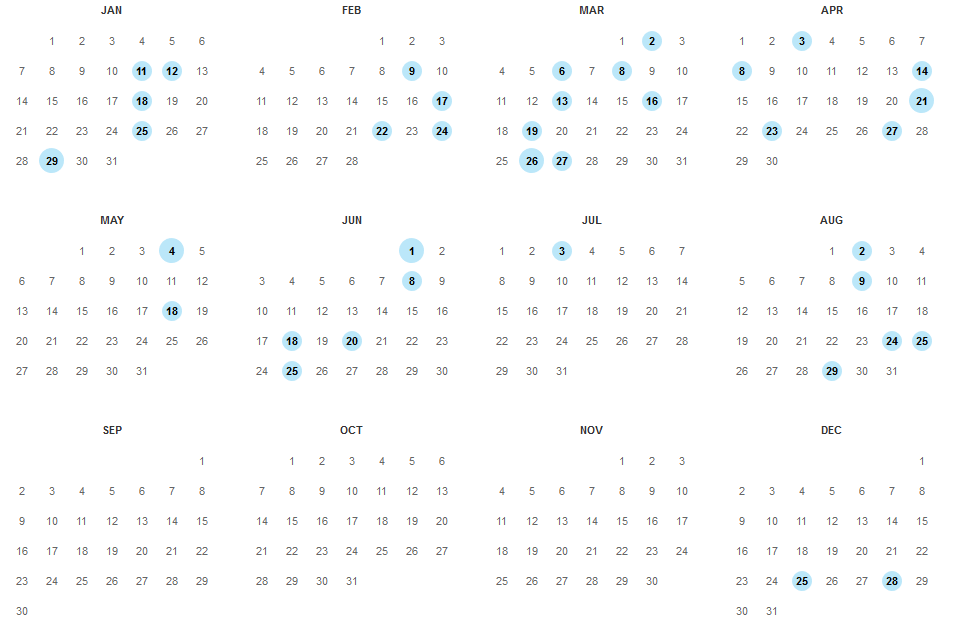 JAN FEB MAR APR
1 2 3 4 5 6 1 2 3 1 2 3 1 2 3 4 5 6 7
7 8 9 10 11 12 13 4 5 6 7 8 9 10 4 5 6 7 8 9 10 8 9 10 11 12 13 14
14 15 16 17 18 19 20 11 12 13 14 15 16 17 11 12 13 14 15 16 17 15 16 17 18 19 20 21
21 22 23 24 25 26 27 18 19 20 21 22 23 24 18 19 20 21 22 23 24 22 23 24 25 26 27 28
28 29 30 31 25 26 27 28 25 26 27 28 29 30 31 29 30
MAY JUN JUL AUG
1 2 3 4 5 1 2 1 2 3 4 5 6 7 1 2 3 4
6 7 8 9 10 11 12 3 4 5 6 7 8 9 8 9 10 11 12 13 14 5 6 7 8 9 10 11
13 14 15 16 17 18 19 10 11 12 13 14 15 16 15 16 17 18 19 20 21 12 13 14 15 16 17 18
20 21 22 23 24 25 26 17 18 19 20 21 22 23 22 23 24 25 26 27 28 19 20 21 22 23 24 25
27 28 29 30 31 24 25 26 27 28 29 30 29 30 31 26 27 28 29 30 31
SEP OCT NOV DEC
1 1 2 3 4 5 6 1 2 3 1
2 3 4 5 6 7 8 7 8 9 10 11 12 13 4 5 6 7 8 9 10 2 3 4 5 6 7 8
9 10 11 12 13 14 15 14 15 16 17 18 19 20 11 12 13 14 15 16 17 9 10 11 12 13 14 15
16 17 18 19 20 21 22 21 22 23 24 25 26 27 18 19 20 21 22 23 24 16 17 18 19 20 21 22
23 24 25 26 27 28 29 28 29 30 31 25 26 27 28 29 30 23 24 25 26 27 28 29
30 30 31